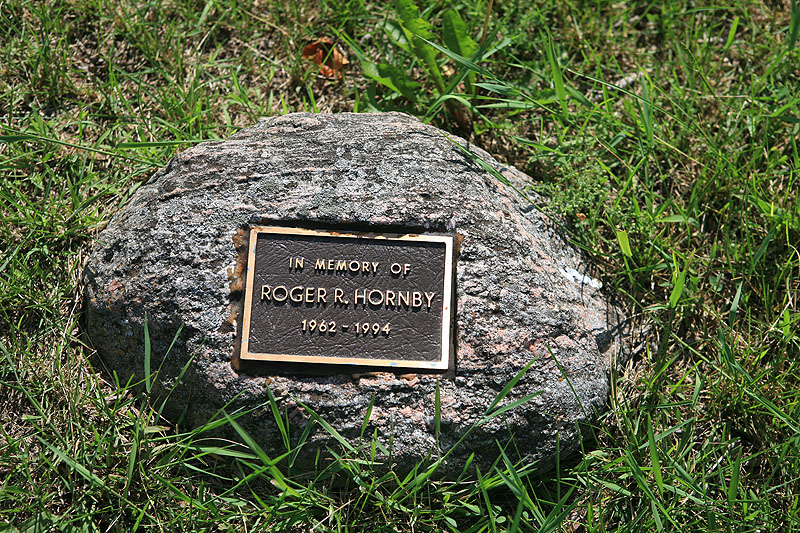 IN MEMORY OF
ROGER R. HORNBY
1962 - 1994